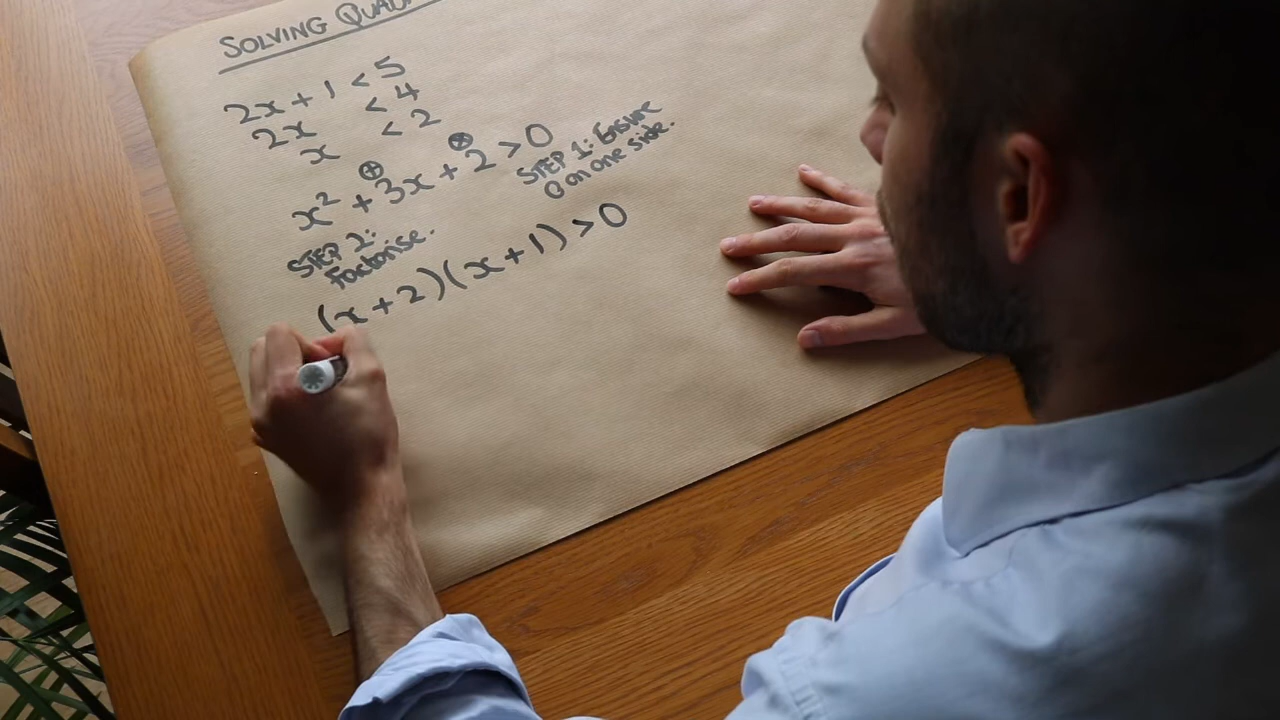 SOLVING QUAD
2x + 1 < 5
2x < 4
x < 2
⊕ ⊗
x² + 3x + 2 > 0
STEP 1: Ensure
0 on one side.
STEP 2:
Factorise.
(x + 2)(x + 1) > 0